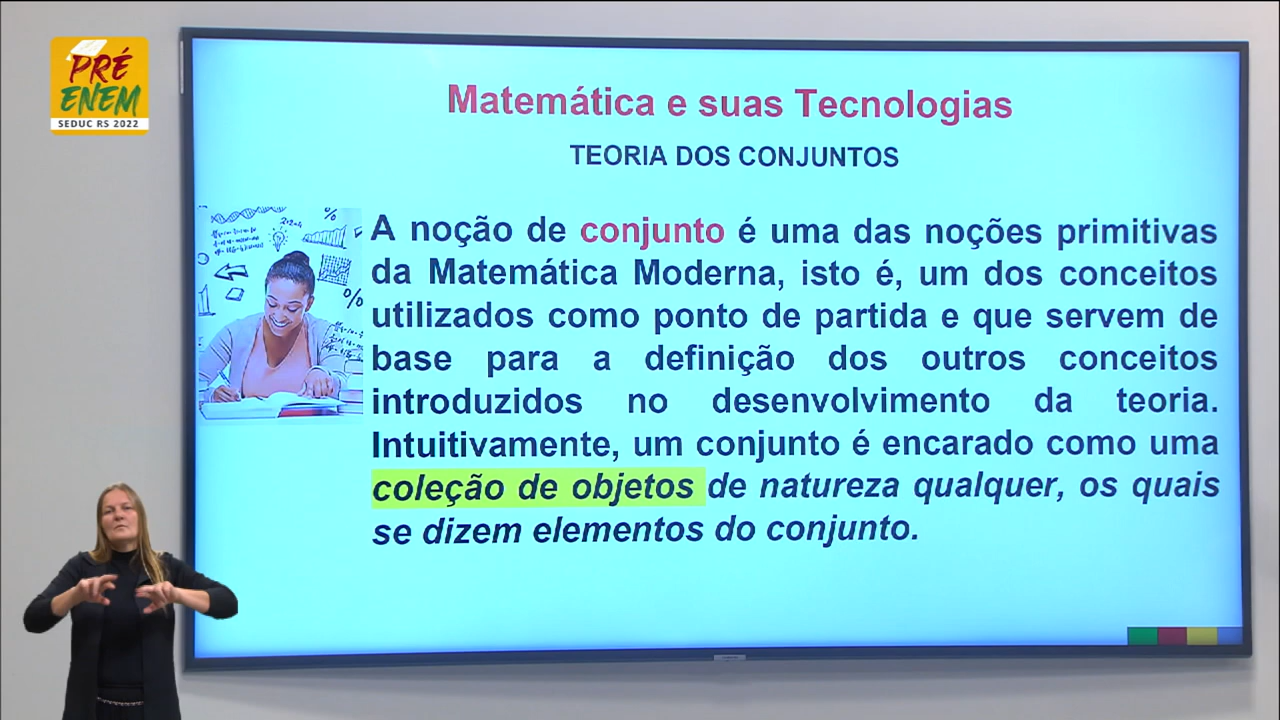 PRÉ
ENEM
SEDUC RS 2022
Matemática e suas Tecnologias
TEORIA DOS CONJUNTOS
A noção de conjunto é uma das noções primitivas
da Matemática Moderna, isto é, um dos conceitos
utilizados como ponto de partida e que servem de
base para a definição dos outros conceitos
introduzidos no desenvolvimento da teoria.
Intuitivamente, um conjunto é encarado como uma
coleção de objetos de natureza qualquer, os quais
se dizem elementos do conjunto.